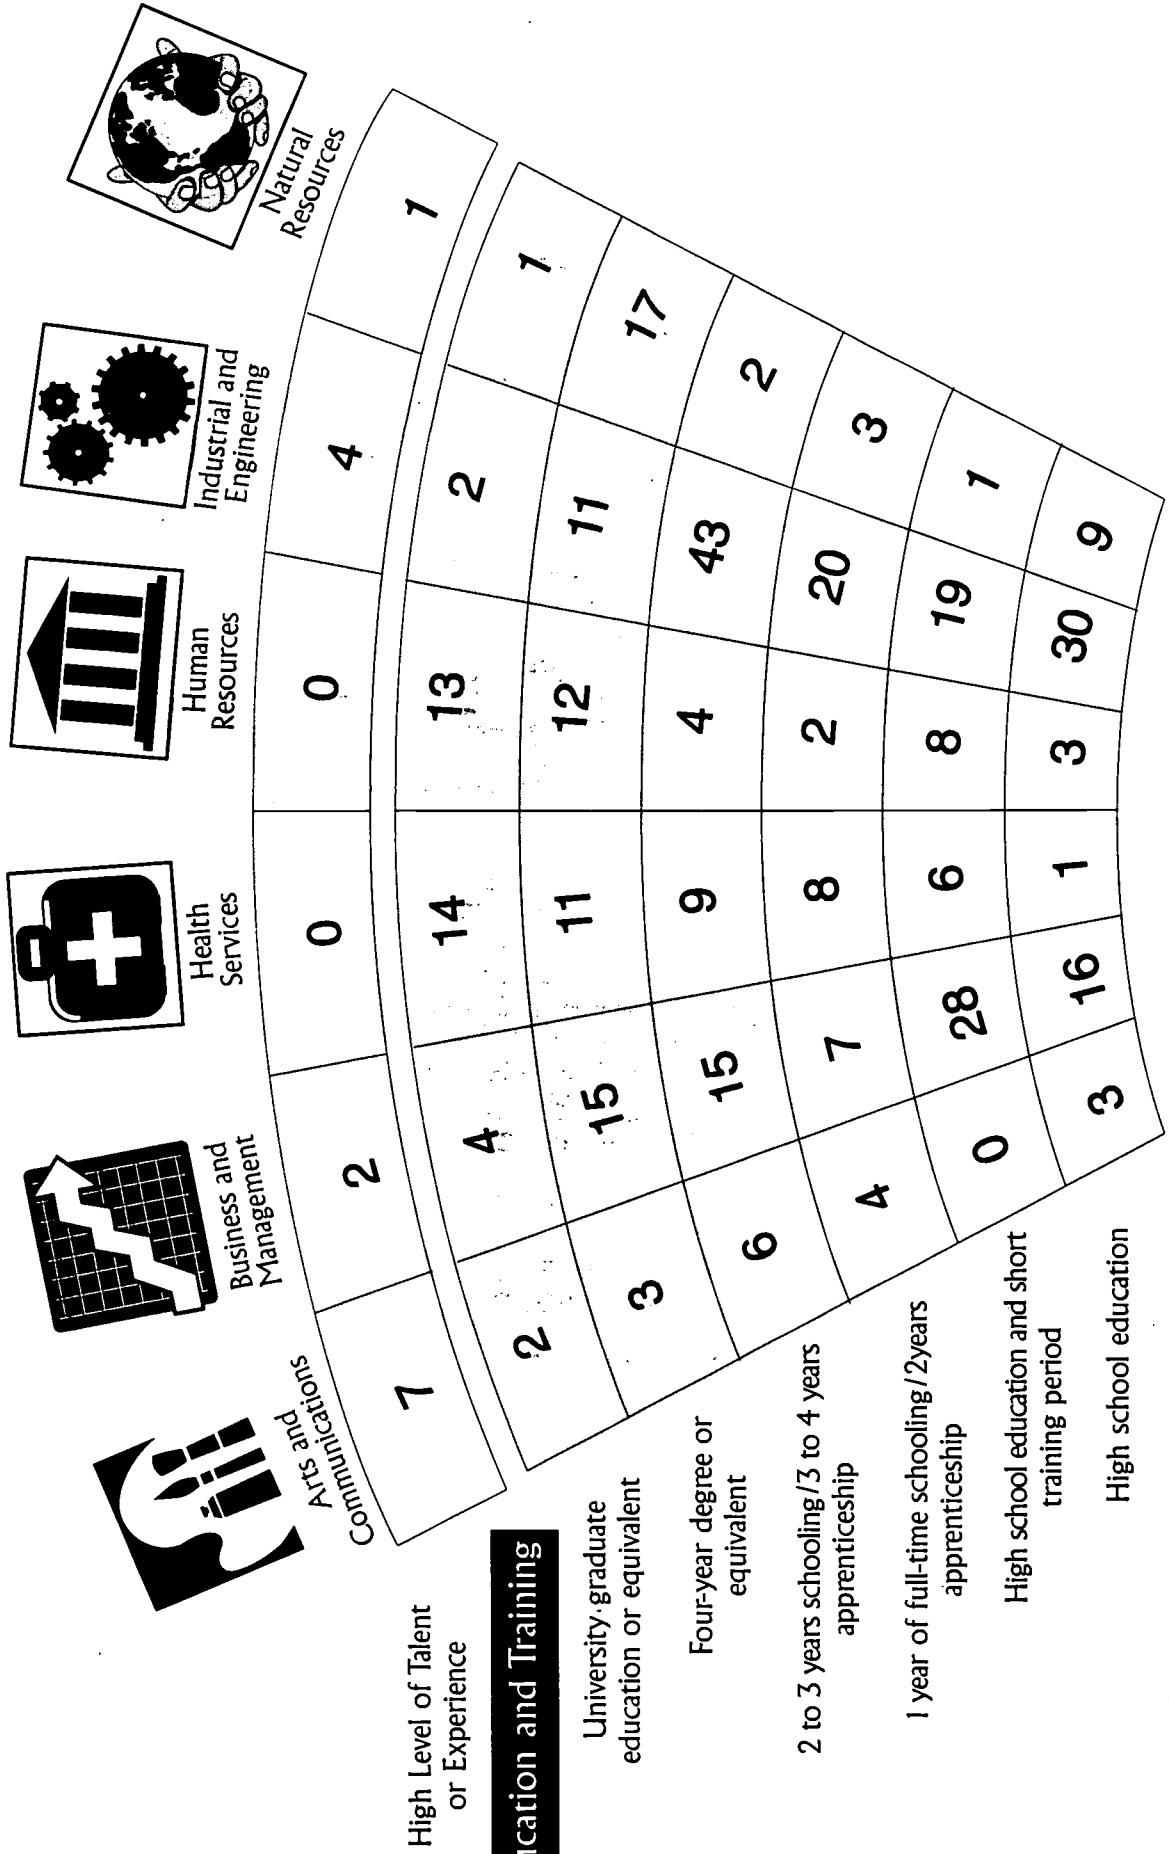 Arts and
Communications
Business and
Management
Health
Services
Human
Resources
Industrial and
Engineering
Natural
Resources
High Level of Talent
or Experience
7 2 0 0 4 1
cation and Training
University graduate
education or equivalent
2 4 14 13 2 1
Four-year degree or
equivalent
3 15 11 12 11 17
2 to 3 years schooling/3 to 4 years
apprenticeship
6 15 9 4 43 2
1 year of full-time schooling/2years
apprenticeship
4 7 8 2 20 3
High school education and short
training period
0 28 6 8 19 1
High school education
3 16 1 3 30 9